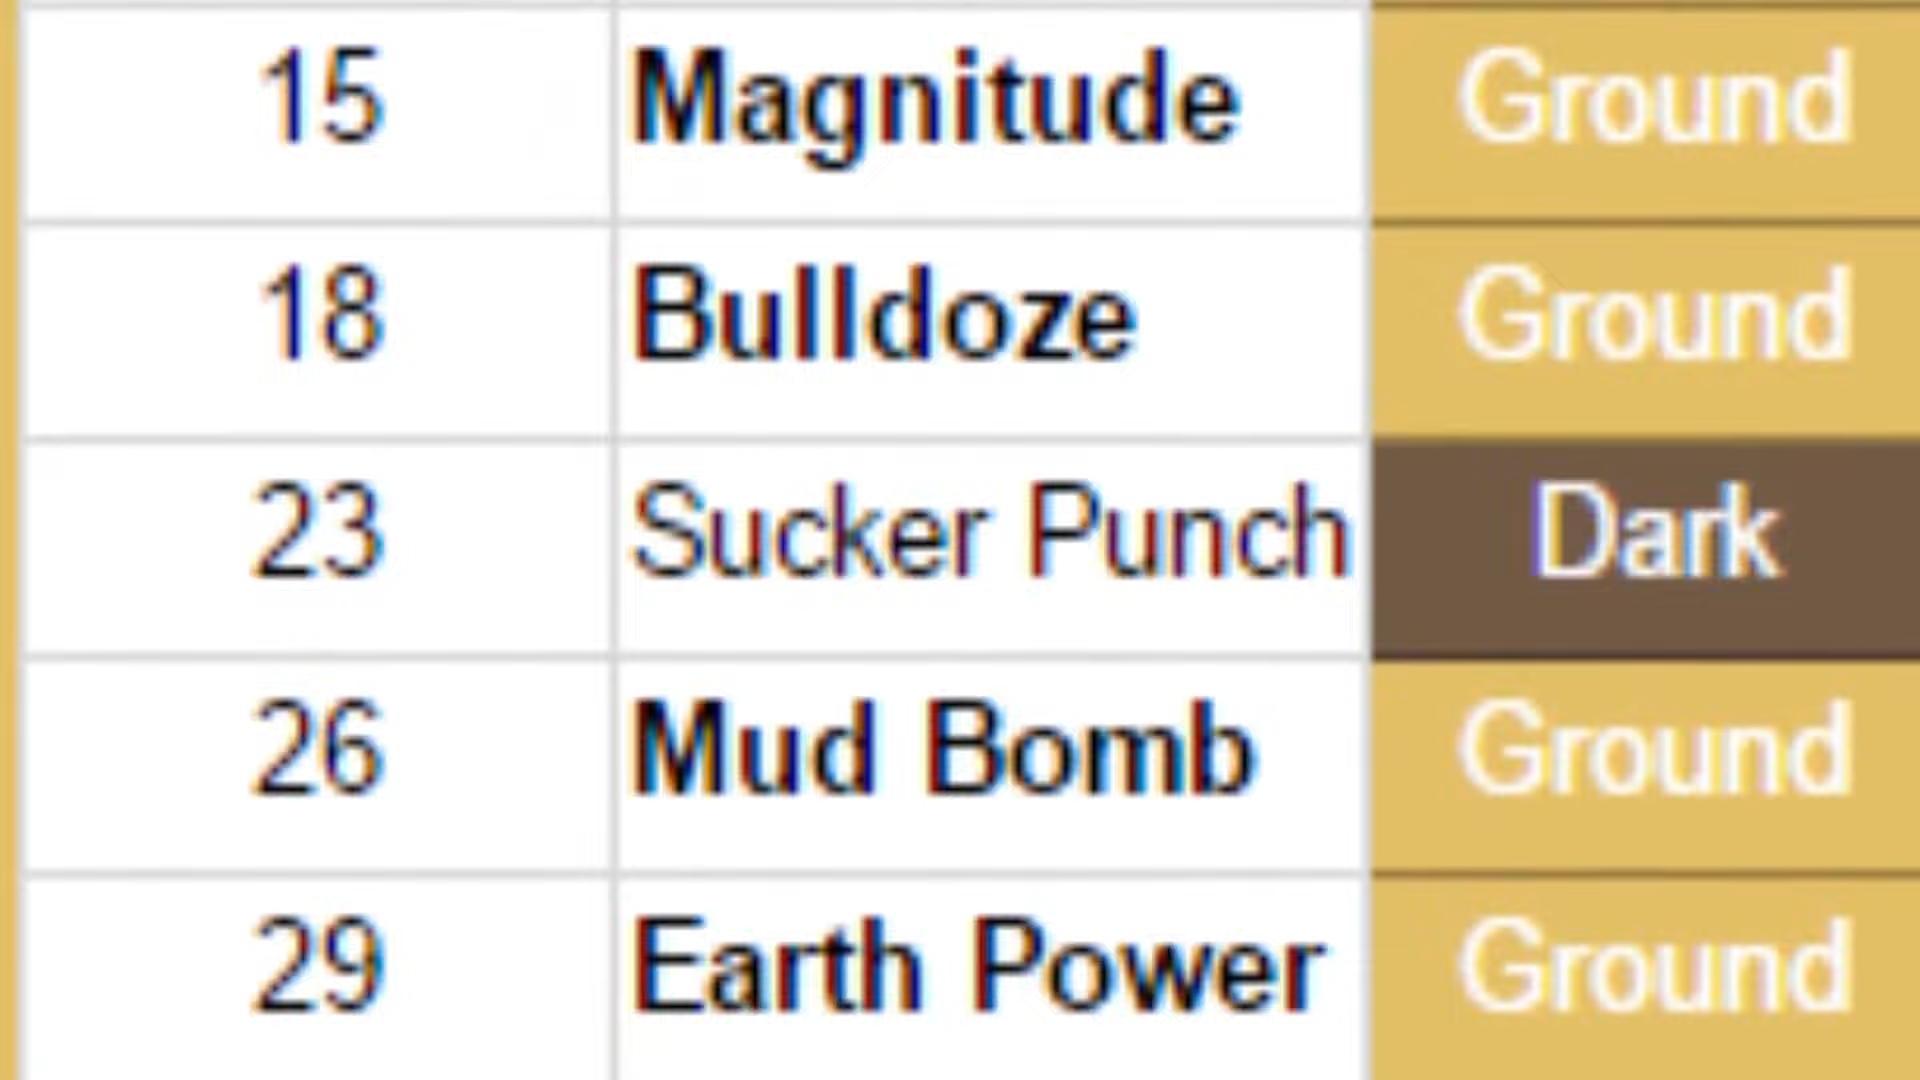 15 Magnitude Ground
18 Bulldoze Ground
23 Sucker Punch Dark
26 Mud Bomb Ground
29 Earth Power Ground